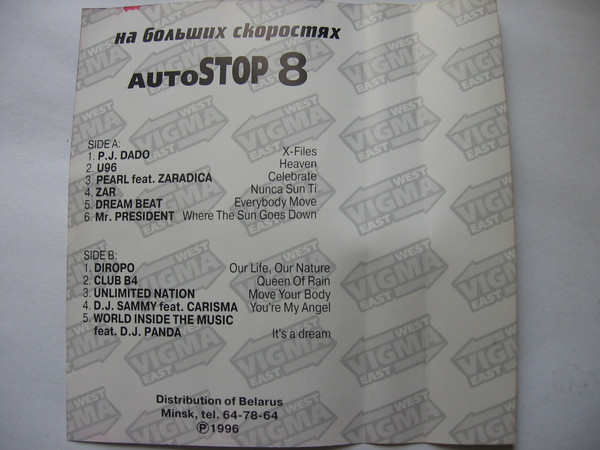 на больших скоростях
AUTOSTOP 8
SIDE A:
1. P.J. DADO X-Files
2. U96 Heaven
3. PEARL feat. ZARADICA Celebrate
4. ZAR Nunca Sun Ti
5. DREAM BEAT Everybody Move
6. Mr. PRESIDENT Where The Sun Goes Down
SIDE B:
1. DIROPO Our Life, Our Nature
2. CLUB B4 Queen Of Rain
3. UNLIMITED NATION Move Your Body
4. D.J. SAMMY feat. CARISMA You're My Angel
5. WORLD INSIDE THE MUSIC
feat. D.J. PANDA It's a dream
Distribution of Belarus
Minsk, tel. 64-78-64
℗ 1996
WEST
VIGMA
EAST